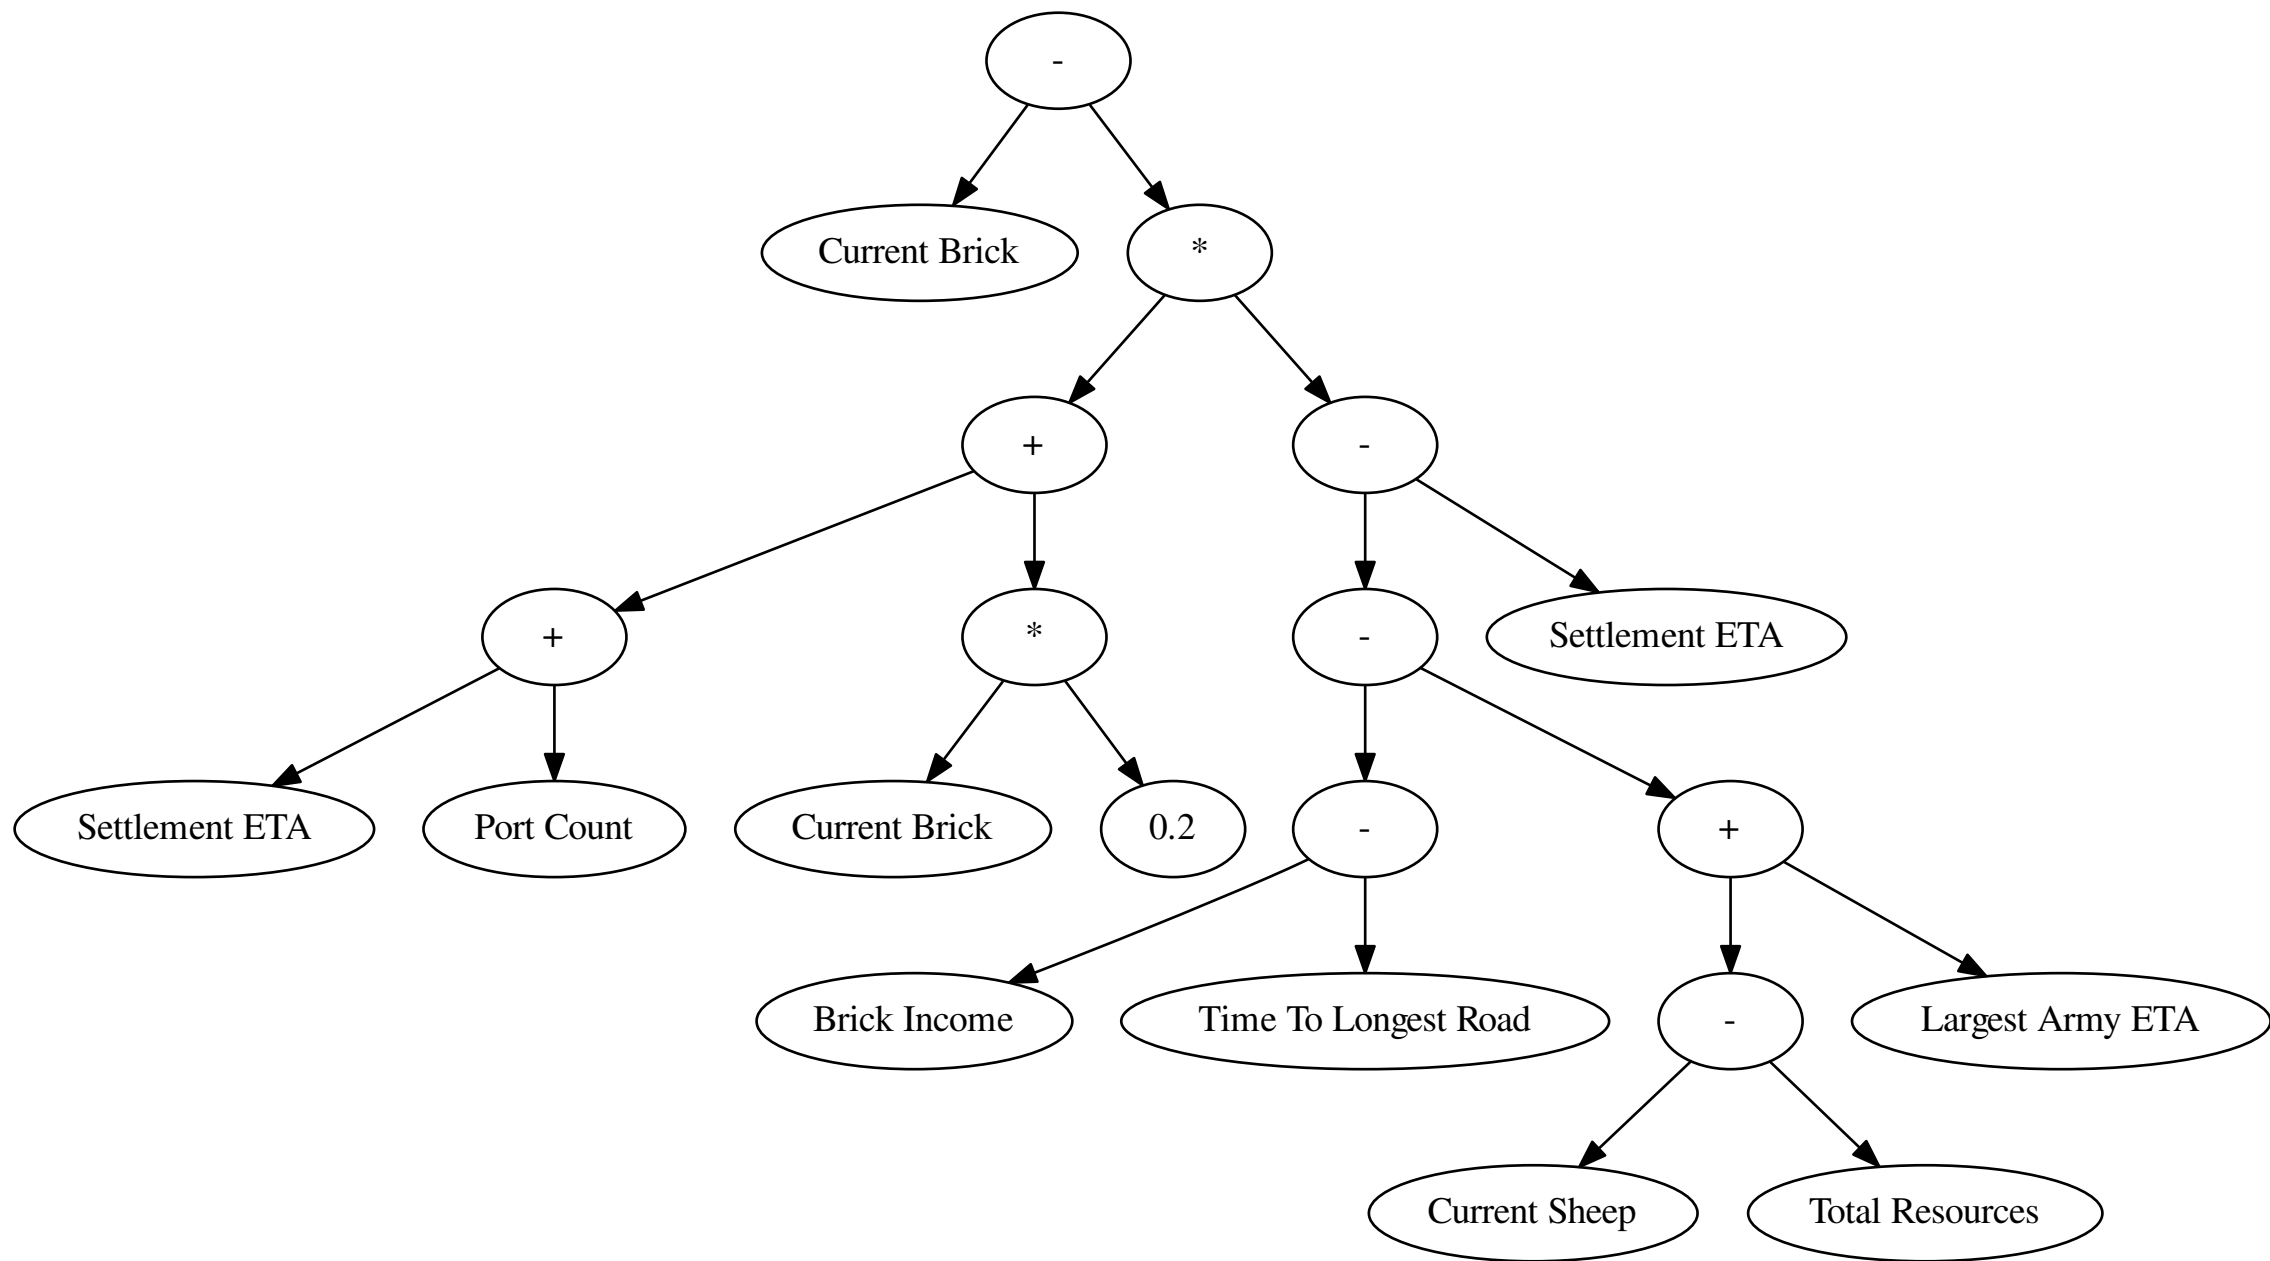 -
Current Brick
*
+
-
+
*
-
Settlement ETA
Settlement ETA
Port Count
Current Brick
0.2
-
+
Brick Income
Time To Longest Road
-
Largest Army ETA
Current Sheep
Total Resources